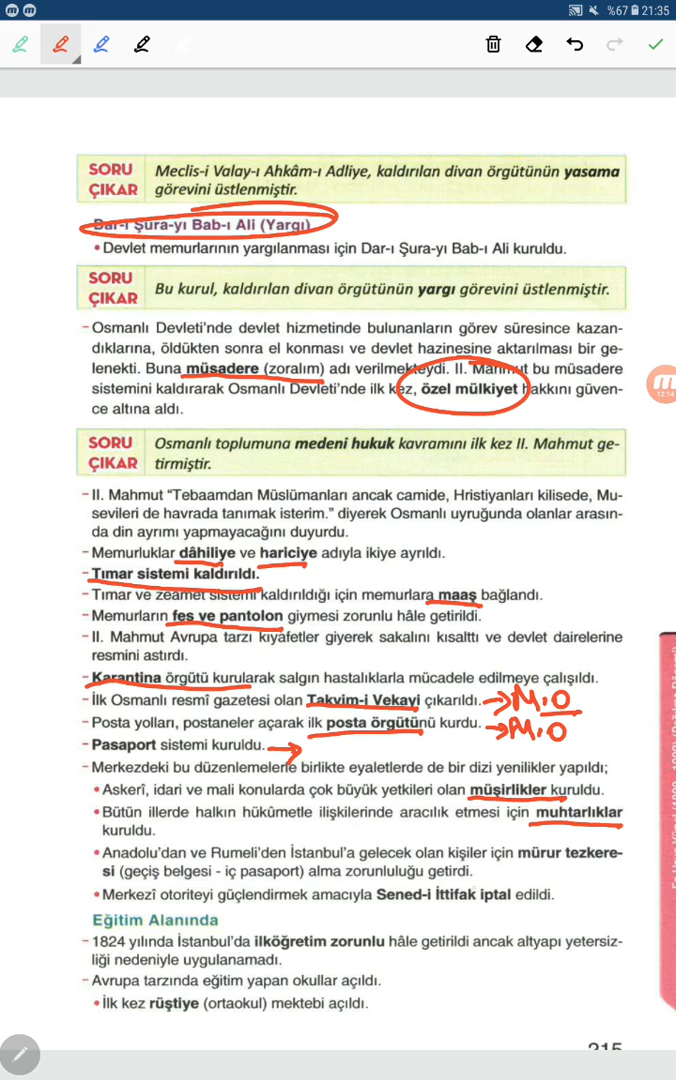 %67 21:35
SORU Meclis-i Valay-ı Ahkâm-ı Adliye, kaldırılan divan örgütünün yasama
ÇIKAR görevini üstlenmiştir.
Dar-ı Şura-yı Bab-ı Ali (Yargı)
• Devlet memurlarının yargılanması için Dar-ı Şura-yı Bab-ı Ali kuruldu.
SORU
ÇIKAR Bu kurul, kaldırılan divan örgütünün yargı görevini üstlenmiştir.
- Osmanlı Devleti'nde devlet hizmetinde bulunanların görev süresince kazan-
dıklarına, öldükten sonra el konması ve devlet hazinesine aktarılması bir ge-
lenekti. Buna müsadere (zoralım) adı verilmekteydi. II. Mahmut bu müsadere
sistemini kaldırarak Osmanlı Devleti'nde ilk kez, özel mülkiyet hakkını güven-
ce altına aldı.
SORU Osmanlı toplumuna medeni hukuk kavramını ilk kez II. Mahmut ge-
ÇIKAR tirmiştir.
- II. Mahmut "Tebaamdan Müslümanları ancak camide, Hristiyanları kilisede, Mu-
sevileri de havrada tanımak isterim." diyerek Osmanlı uyruğunda olanlar arasın-
da din ayrımı yapmayacağını duyurdu.
- Memurluklar dâhiliye ve hariciye adıyla ikiye ayrıldı.
- Tımar sistemi kaldırıldı.
- Tımar ve zeamet sistemi kaldırıldığı için memurlara maaş bağlandı.
- Memurların fes ve pantolon giymesi zorunlu hâle getirildi.
- II. Mahmut Avrupa tarzı kıyafetler giyerek sakalını kısalttı ve devlet dairelerine
resmini astırdı.
- Karantina örgütü kurularak salgın hastalıklarla mücadele edilmeye çalışıldı.
- İlk Osmanlı resmî gazetesi olan Takvim-i Vekayi çıkarıldı. → M.O
- Posta yolları, postaneler açarak ilk posta örgütünü kurdu. → M.O
- Pasaport sistemi kuruldu. →
- Merkezdeki bu düzenlemelerle birlikte eyaletlerde de bir dizi yenilikler yapıldı;
• Askerî, idari ve mali konularda çok büyük yetkileri olan müşirlikler kuruldu.
• Bütün illerde halkın hükûmetle ilişkilerinde aracılık etmesi için muhtarlıklar
kuruldu.
• Anadolu'dan ve Rumeli'den İstanbul'a gelecek olan kişiler için mürur tezkere-
si (geçiş belgesi - iç pasaport) alma zorunluluğu getirdi.
• Merkezî otoriteyi güçlendirmek amacıyla Sened-i İttifak iptal edildi.
Eğitim Alanında
- 1824 yılında İstanbul'da ilköğretim zorunlu hâle getirildi ancak altyapı yetersiz-
liği nedeniyle uygulanamadı.
- Avrupa tarzında eğitim yapan okullar açıldı.
• İlk kez rüştiye (ortaokul) mektebi açıldı.
215
12:14